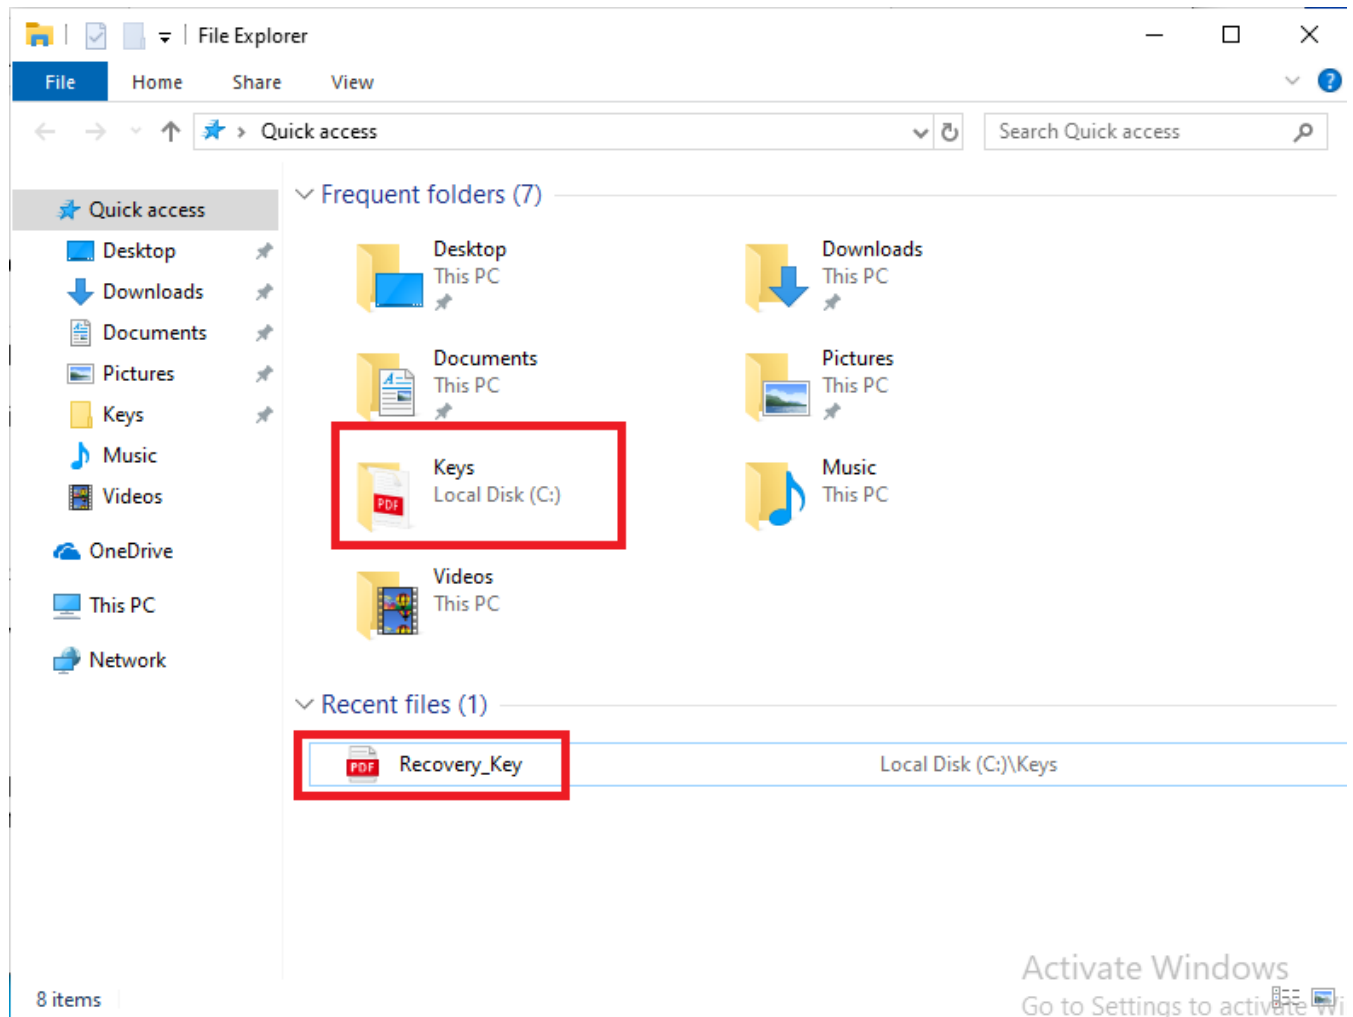 File Explorer
File Home Share View
Quick access
Search Quick access
Quick access
Desktop
Downloads
Documents
Pictures
Keys
Music
Videos
OneDrive
This PC
Network
Frequent folders (7)
Desktop
This PC
Downloads
This PC
Documents
This PC
Pictures
This PC
Keys
Local Disk (C:)
PDF
Music
This PC
Videos
This PC
Recent files (1)
PDF Recovery_Key Local Disk (C:)\Keys
Activate Windows
Go to Settings to activate Wi
8 items